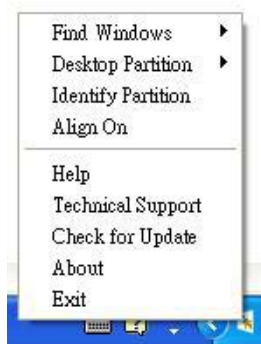 Find Windows
Desktop Partition
Identify Partition
Align On
Help
Technical Support
Check for Update
About
Exit